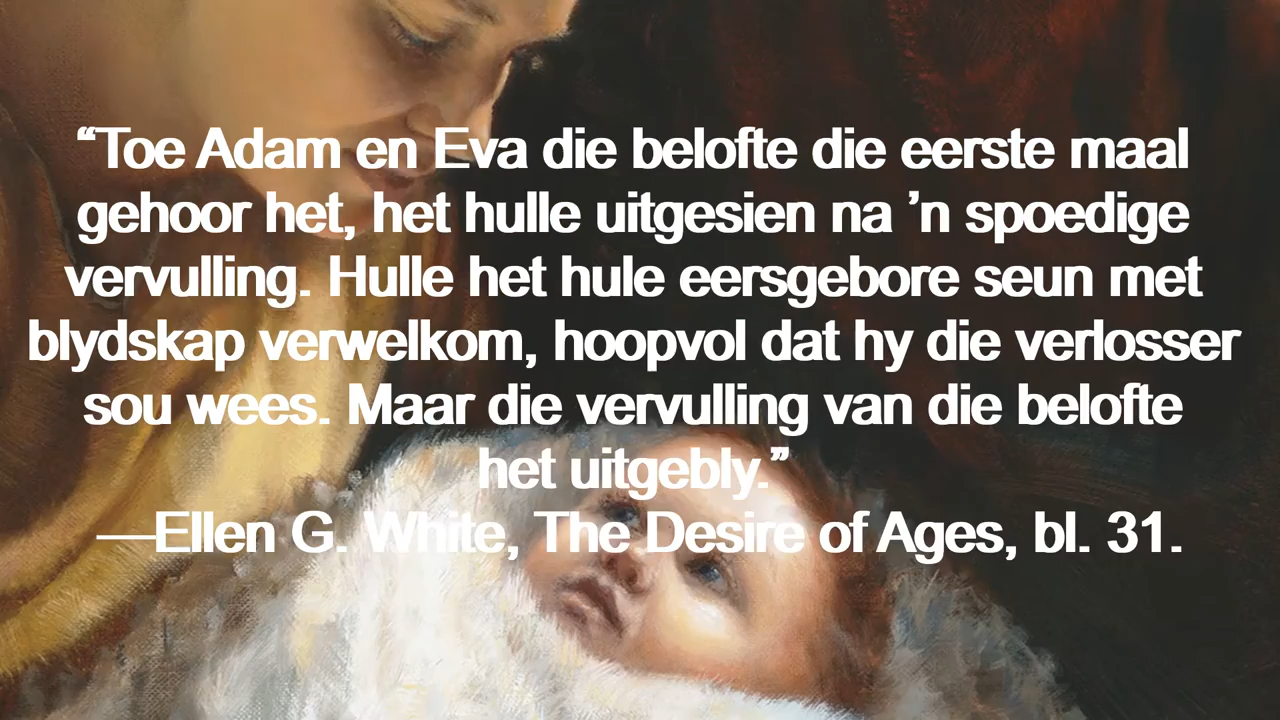 “Toe Adam en Eva die belofte die eerste maal
gehoor het, het hulle uitgesien na ’n spoedige
vervulling. Hulle het hule eersgebore seun met
blydskap verwelkom, hoopvol dat hy die verlosser
sou wees. Maar die vervulling van die belofte
het uitgebly.”
—Ellen G. White, The Desire of Ages, bl. 31.